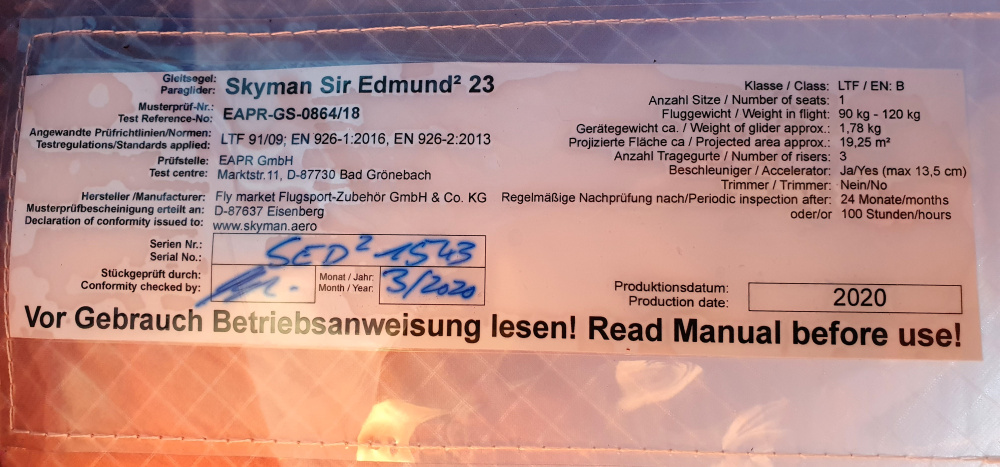 Gleitsegel:
Paraglider: Skyman Sir Edmund² 23
Musterprüf-Nr.:
Test Reference-No: EAPR-GS-0864/18
Angewandte Prüfrichtlinien/Normen:
Testregulations/Standards applied: LTF 91/09; EN 926-1:2016, EN 926-2:2013
Prüfstelle: EAPR GmbH
Test centre: Marktstr.11, D-87730 Bad Grönebach
Hersteller /Manufacturer: Fly market Flugsport-Zubehör GmbH & Co. KG
Musterprüfbescheinigung erteilt an: D-87637 Eisenberg
Declaration of conformity issued to: www.skyman.aero
Serien Nr.:
Serial No.: SED² 1543
Stückgeprüft durch:
Conformity checked by:
Monat / Jahr:
Month / Year: 3/2020
Klasse / Class: LTF / EN: B
Anzahl Sitze / Number of seats: 1
Fluggewicht / Weight in flight: 90 kg - 120 kg
Gerätegewicht ca. / Weight of glider approx.: 1,78 kg
Projizierte Fläche ca / Projected area approx.: 19,25 m²
Anzahl Tragegurte / Number of risers: 3
Beschleuniger / Accelerator: Ja/Yes (max 13,5 cm)
Trimmer / Trimmer: Nein/No
Regelmäßige Nachprüfung nach/Periodic inspection after: 24 Monate/months
oder/or 100 Stunden/hours
Produktionsdatum:
Production date: 2020
Vor Gebrauch Betriebsanweisung lesen! Read Manual before use!